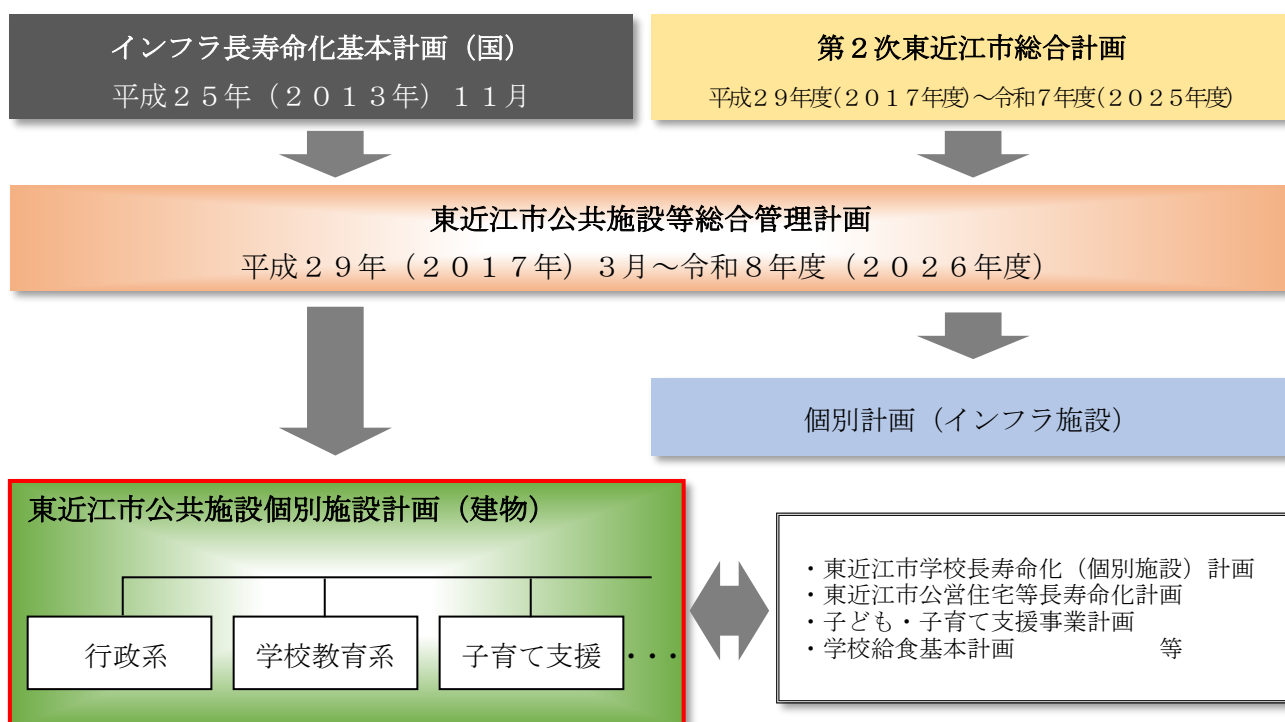 インフラ長寿命化基本計画（国）
平成２５年（２０１３年）１１月
第２次東近江市総合計画
平成２９年度(２０１７年度)～令和７年度(２０２５年度)
東近江市公共施設等総合管理計画
平成２９年（２０１７年）３月～令和８年度（２０２６年度）
個別計画（インフラ施設）
東近江市公共施設個別施設計画（建物）
行政系
学校教育系
子育て支援
・・・
・東近江市学校長寿命化（個別施設）計画
・東近江市公営住宅等長寿命化計画
・子ども・子育て支援事業計画
・学校給食基本計画　　　　　　　等